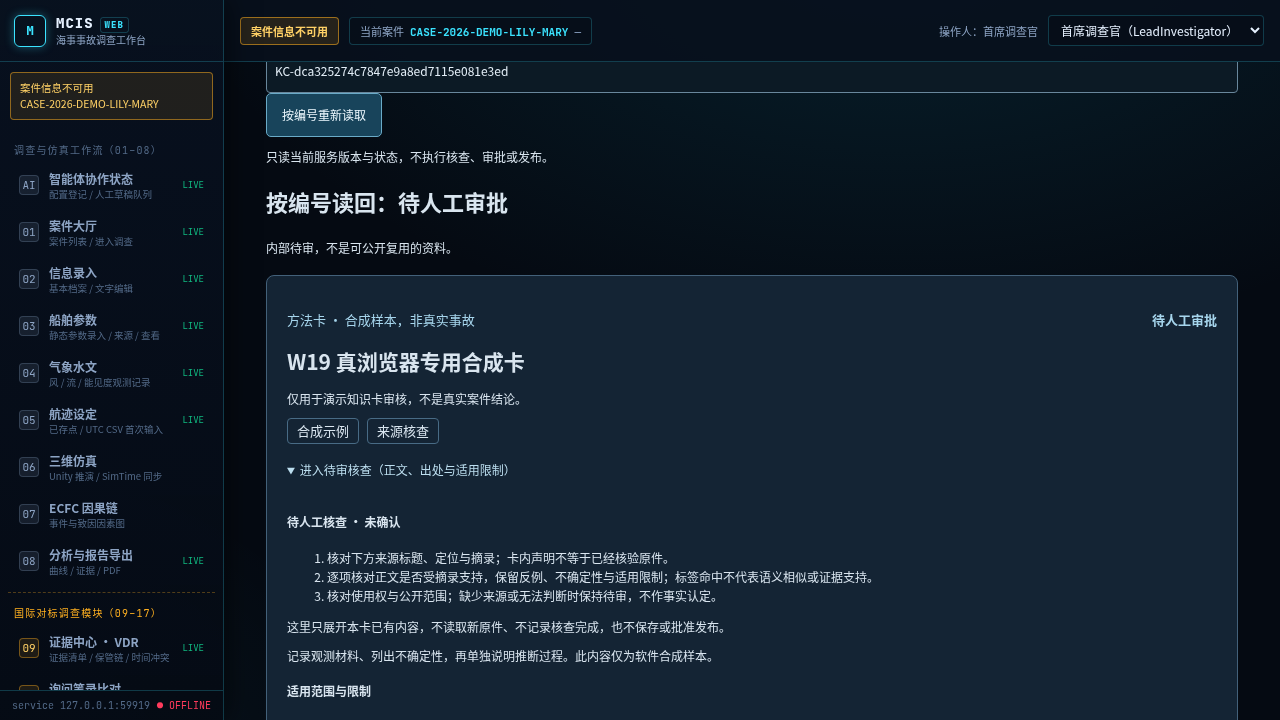 M
MCIS WEB
海事事故调查工作台
案件信息不可用
当前案件 CASE-2026-DEMO-LILY-MARY —
操作人：首席调查官
首席调查官（LeadInvestigator）
案件信息不可用
CASE-2026-DEMO-LILY-MARY
调查与仿真工作流（01-08）
AI 智能体协作状态 LIVE
配置登记 / 人工草稿队列
01 案件大厅 LIVE
案件列表 / 进入调查
02 信息录入 LIVE
基本档案 / 文字编辑
03 船舶参数 LIVE
静态参数录入 / 来源 / 查看
04 气象水文 LIVE
风 / 流 / 能见度观测记录
05 航迹设定 LIVE
已存点 / UTC CSV 首次输入
06 三维仿真
Unity 推演 / SimTime 同步
07 ECFC 因果链
事件与致因因素图
08 分析与报告导出 LIVE
曲线 / 证据 / PDF
国际对标调查模块（09-17）
09 证据中心 · VDR LIVE
证据清单 / 保管链 / 时间冲突
询问笔录比对
service 127.0.0.1:59919 OFFLINE
KC-dca325274c7847e9a8ed7115e081e3ed
按编号重新读取
只读当前服务版本与状态，不执行核查、审批或发布。
按编号读回：待人工审批
内部待审，不是可公开复用的资料。
方法卡 · 合成样本，非真实事故
待人工审批
W19 真浏览器专用合成卡
仅用于演示知识卡审核，不是真实案件结论。
合成示例 来源核查
▼ 进入待审核查（正文、出处与适用限制）
待人工核查 · 未确认
1. 核对下方来源标题、定位与摘录；卡内声明不等于已经核验原件。
2. 逐项核对正文是否受摘录支持，保留反例、不确定性与适用限制；标签命中不代表语义相似或证据支持。
3. 核对使用权与公开范围；缺少来源或无法判断时保持待审，不作事实认定。
这里只展开本卡已有内容，不读取新原件、不记录核查完成，也不保存或批准发布。
记录观测材料、列出不确定性，再单独说明推断过程。此内容仅为软件合成样本。
适用范围与限制